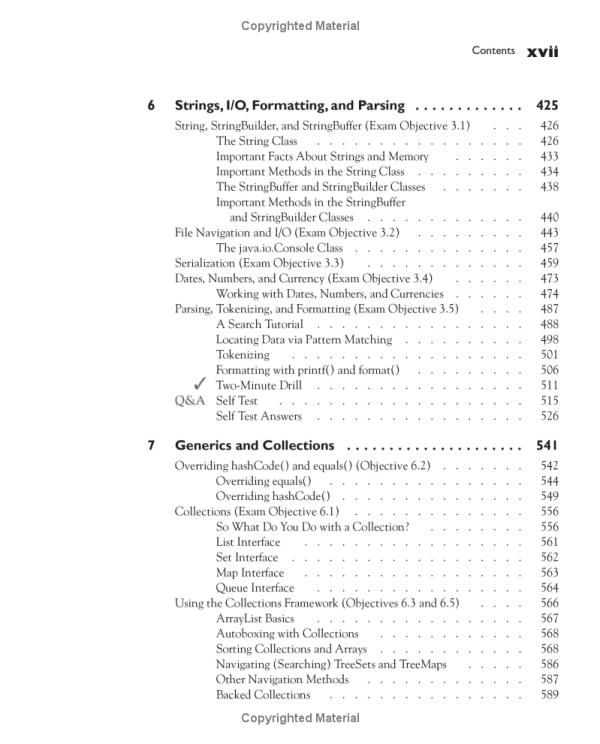 Copyrighted Material
Contents xvii
6 Strings, I/O, Formatting, and Parsing . . . . . . . . . . . . . 425
String, StringBuilder, and StringBuffer (Exam Objective 3.1) . . . 426
The String Class . . . . . . . . . . . . . . . . . 426
Important Facts About Strings and Memory . . . . . . 433
Important Methods in the String Class . . . . . . . . . 434
The StringBuffer and StringBuilder Classes . . . . . . . 438
Important Methods in the StringBuffer
and StringBuilder Classes . . . . . . . . . . . . . 440
File Navigation and I/O (Exam Objective 3.2) . . . . . . . . . 443
The java.io.Console Class . . . . . . . . . . . . . . 457
Serialization (Exam Objective 3.3) . . . . . . . . . . . . . 459
Dates, Numbers, and Currency (Exam Objective 3.4) . . . . . . 473
Working with Dates, Numbers, and Currencies . . . . . . 474
Parsing, Tokenizing, and Formatting (Exam Objective 3.5) . . . . 487
A Search Tutorial . . . . . . . . . . . . . . . . . 488
Locating Data via Pattern Matching . . . . . . . . . . 498
Tokenizing . . . . . . . . . . . . . . . . . . . 501
Formatting with printf() and format() . . . . . . . . . 506
✓ Two-Minute Drill . . . . . . . . . . . . . . . . . 511
Q&A Self Test . . . . . . . . . . . . . . . . . . . . 515
Self Test Answers . . . . . . . . . . . . . . . . . 526
7 Generics and Collections . . . . . . . . . . . . . . . . . . . . . 541
Overriding hashCode() and equals() (Objective 6.2) . . . . . . . 542
Overriding equals() . . . . . . . . . . . . . . . . 544
Overriding hashCode() . . . . . . . . . . . . . . . 549
Collections (Exam Objective 6.1) . . . . . . . . . . . . . . 556
So What Do You Do with a Collection? . . . . . . . . 556
List Interface . . . . . . . . . . . . . . . . . . 561
Set Interface . . . . . . . . . . . . . . . . . . . 562
Map Interface . . . . . . . . . . . . . . . . . . 563
Queue Interface . . . . . . . . . . . . . . . . . 564
Using the Collections Framework (Objectives 6.3 and 6.5) . . . . 566
ArrayList Basics . . . . . . . . . . . . . . . . . 567
Autoboxing with Collections . . . . . . . . . . . . 568
Sorting Collections and Arrays . . . . . . . . . . . . 568
Navigating (Searching) TreeSets and TreeMaps . . . . . 586
Other Navigation Methods . . . . . . . . . . . . . 587
Backed Collections . . . . . . . . . . . . . . . . 589
Copyrighted Material